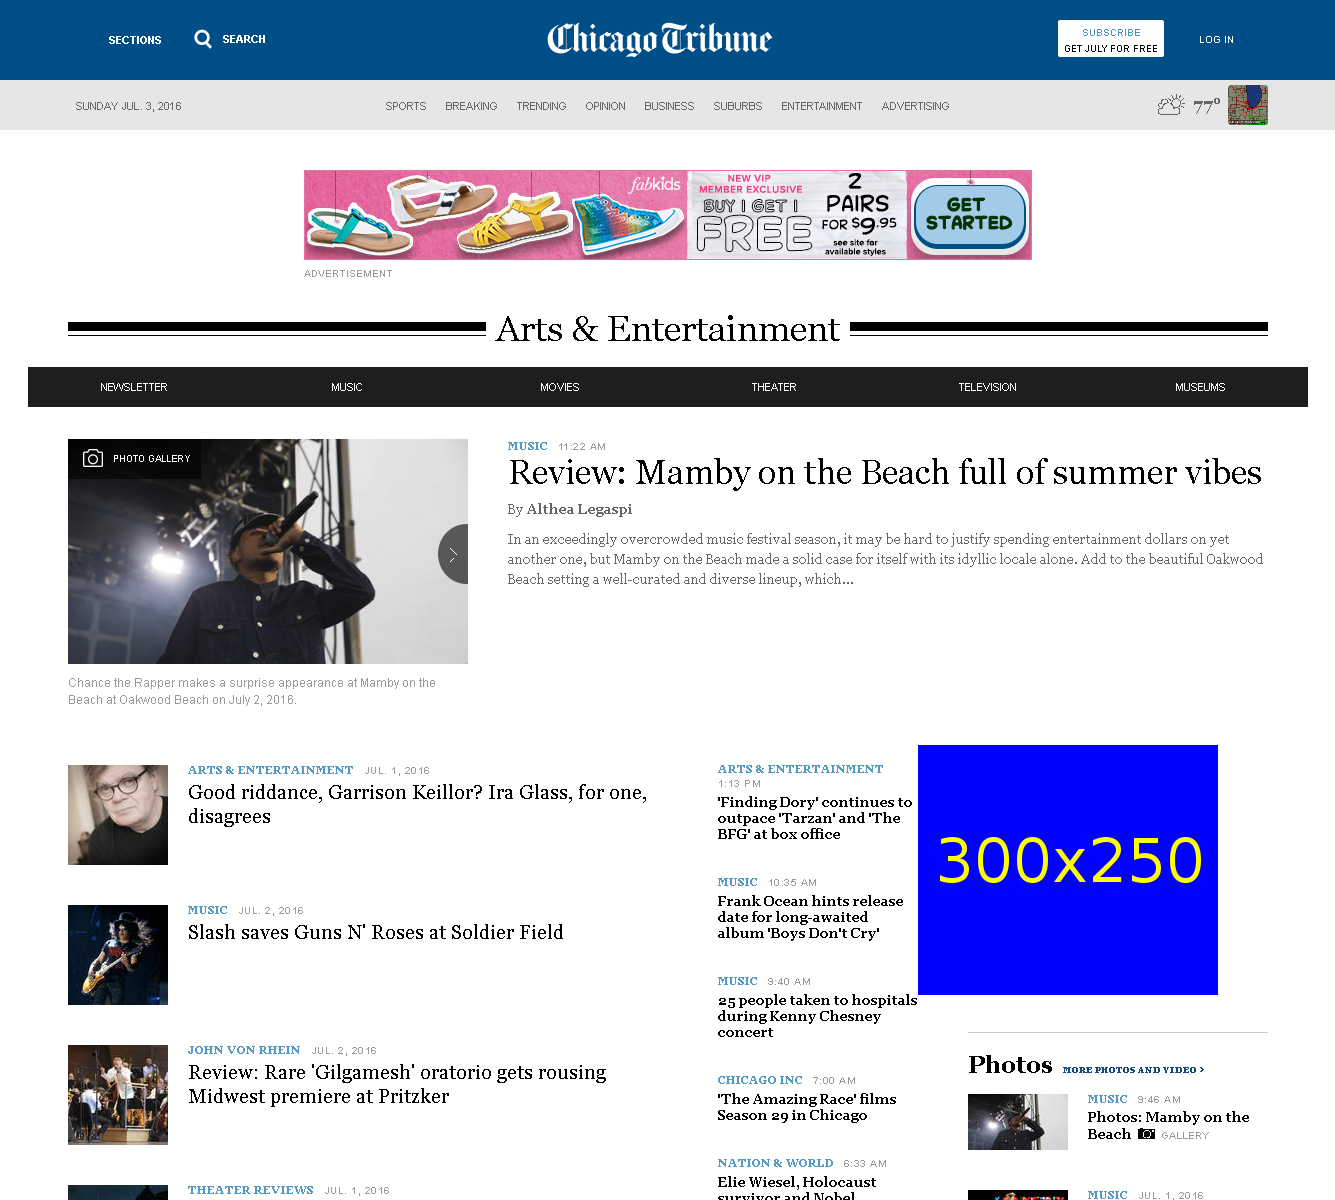 SECTIONS
SEARCH
Chicago Tribune
SUBSCRIBE
GET JULY FOR FREE
LOG IN
SUNDAY JUL. 3, 2016
SPORTS BREAKING TRENDING OPINION BUSINESS SUBURBS ENTERTAINMENT ADVERTISING
77°
fabkids
NEW VIP
MEMBER EXCLUSIVE
BUY 1 GET 1
FREE
2
PAIRS
FOR $9.95
see site for
available styles
GET
STARTED
ADVERTISEMENT
Arts & Entertainment
NEWSLETTER MUSIC MOVIES THEATER TELEVISION MUSEUMS
PHOTO GALLERY
Chance the Rapper makes a surprise appearance at Mamby on the
Beach at Oakwood Beach on July 2, 2016.
MUSIC 11:22 AM
Review: Mamby on the Beach full of summer vibes
By Althea Legaspi
In an exceedingly overcrowded music festival season, it may be hard to justify spending entertainment dollars on yet
another one, but Mamby on the Beach made a solid case for itself with its idyllic locale alone. Add to the beautiful Oakwood
Beach setting a well-curated and diverse lineup, which...
ARTS & ENTERTAINMENT JUL. 1, 2016
Good riddance, Garrison Keillor? Ira Glass, for one,
disagrees
MUSIC JUL. 2, 2016
Slash saves Guns N' Roses at Soldier Field
JOHN VON RHEIN JUL. 2, 2016
Review: Rare 'Gilgamesh' oratorio gets rousing
Midwest premiere at Pritzker
THEATER REVIEWS JUL. 1, 2016
ARTS & ENTERTAINMENT
1:13 PM
'Finding Dory' continues to
outpace 'Tarzan' and 'The
BFG' at box office
MUSIC 10:35 AM
Frank Ocean hints release
date for long-awaited
album 'Boys Don't Cry'
MUSIC 9:40 AM
25 people taken to hospitals
during Kenny Chesney
concert
CHICAGO INC 7:00 AM
'The Amazing Race' films
Season 29 in Chicago
NATION & WORLD 6:33 AM
Elie Wiesel, Holocaust
survivor and Nobel
300x250
Photos MORE PHOTOS AND VIDEO ›
MUSIC 9:46 AM
Photos: Mamby on the
Beach GALLERY
MUSIC JUL. 1, 2016